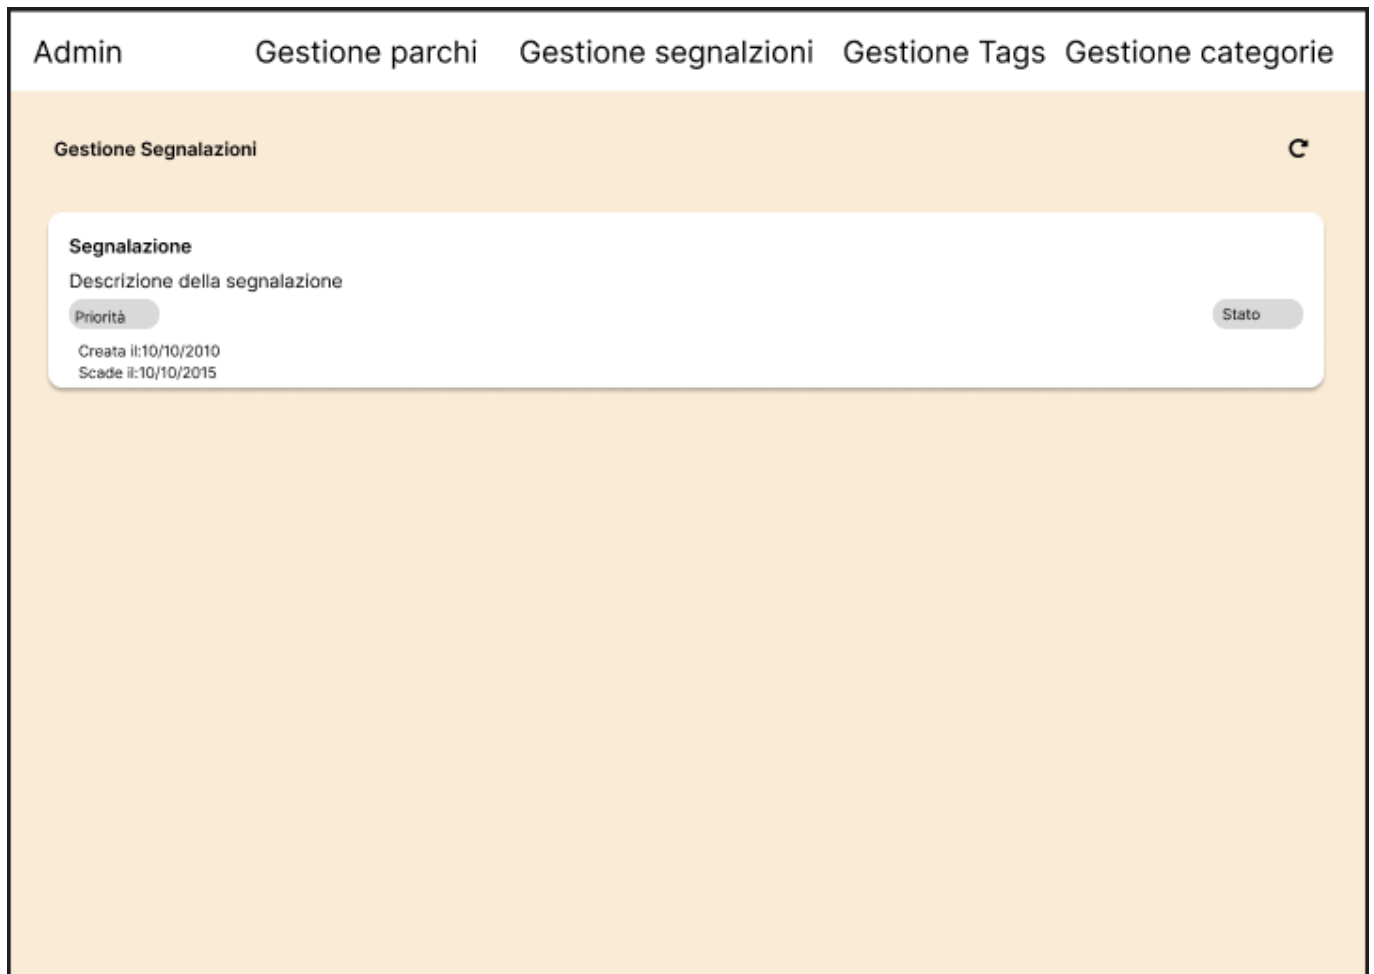 Admin Gestione parchi Gestione segnalzioni Gestione Tags Gestione categorie
Gestione Segnalazioni
Segnalazione
Descrizione della segnalazione
Priorità Stato
Creata il:10/10/2010
Scade il:10/10/2015